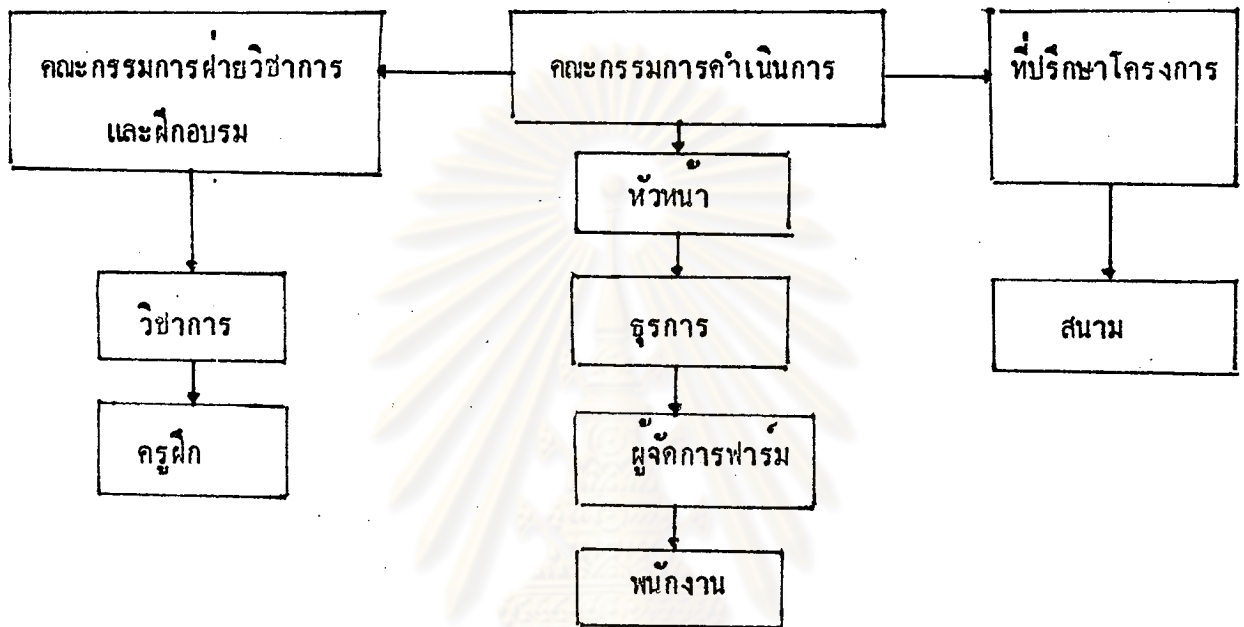 คณะกรรมการฝ่ายวิชาการ
และฝึกอบรม
คณะกรรมการดำเนินการ
ที่ปรึกษาโครงการ
หัวหน้า
วิชาการ
ธุรการ
สนาม
ครูฝึก
ผู้จัดการฟาร์ม
พนักงาน